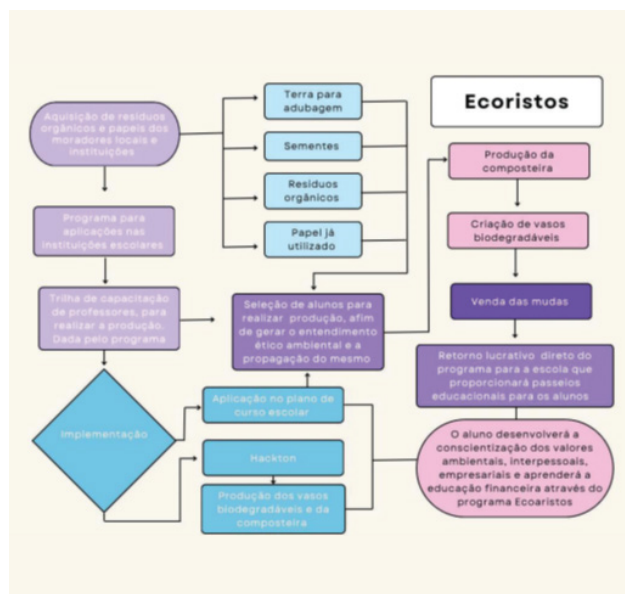 Ecoristos
Aquisição de resíduos
orgânicos e papeis dos
moradores locais e
instituições
Terra para
adubagem
Sementes
Resíduos
orgânicos
Papel já
utilizado
Programa para
aplicações nas
instituições escolares
Trilha de capacitação
de professores, para
realizar a produção.
Dada pelo programa
Implementação
Aplicação no plano de
curso escolar
Hackton
Produção dos vasos
biodegradáveis e da
composteira
Seleção de alunos para
realizar produção, afim
de gerar o entendimento
ético ambiental e a
propagação do mesmo
Produção da
composteira
Criação de vasos
biodegradáveis
Venda das mudas
Retorno lucrativo direto do
programa para a escola que
proporcionará passeios
educacionais para os alunos
O aluno desenvolverá a
conscientização dos valores
ambientais, interpessoais,
empresariais e aprenderá a
educação financeira através do
programa Ecoaristos